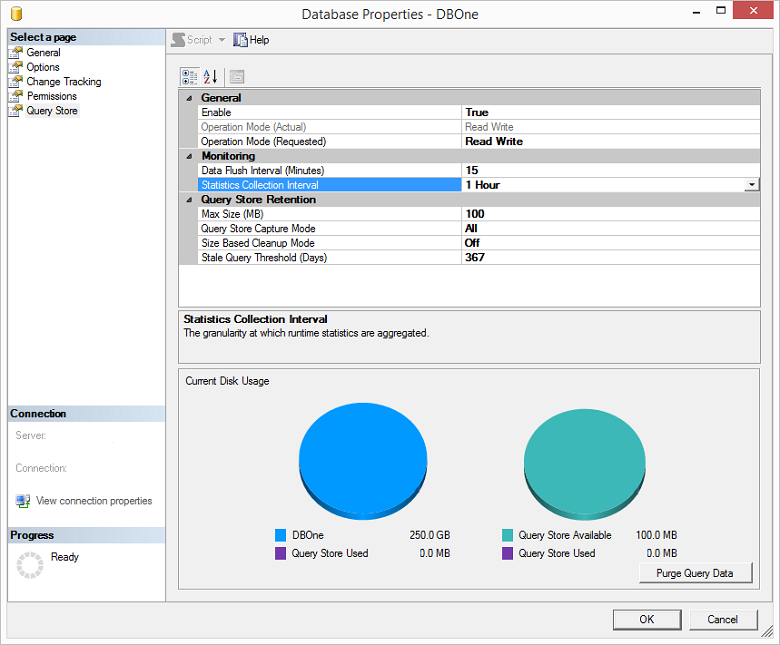 Database Properties - DBOne
Select a page
General
Options
Change Tracking
Permissions
Query Store
Script Help
General
Enable True
Operation Mode (Actual) Read Write
Operation Mode (Requested) Read Write
Monitoring
Data Flush Interval (Minutes) 15
Statistics Collection Interval 1 Hour
Query Store Retention
Max Size (MB) 100
Query Store Capture Mode All
Size Based Cleanup Mode Off
Stale Query Threshold (Days) 367
Statistics Collection Interval
The granularity at which runtime statistics are aggregated.
Current Disk Usage
DBOne 250.0 GB
Query Store Used 0.0 MB
Query Store Available 100.0 MB
Query Store Used 0.0 MB
Purge Query Data
Connection
Server:
Connection:
View connection properties
Progress
Ready
OK Cancel